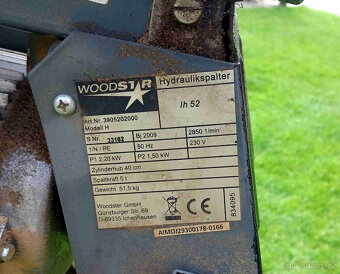 WOODSTAR
Hydraulikspalter
lh 52
Art.Nr. 3905202000
Modell H
S Nr. 13162 Bj 2009 2850 1/min
1/N / PE 50 Hz 230 V
P1 2,20 kW P2 1,50 kW
Zylinderhub 40 cm
Spaltkraft 5 t
Gewicht 51,5 kg
Woodster GmbH
Günzburger Str. 69
D-89335 Ichenhausen
CE
834095
AJMOJ29300178-0166